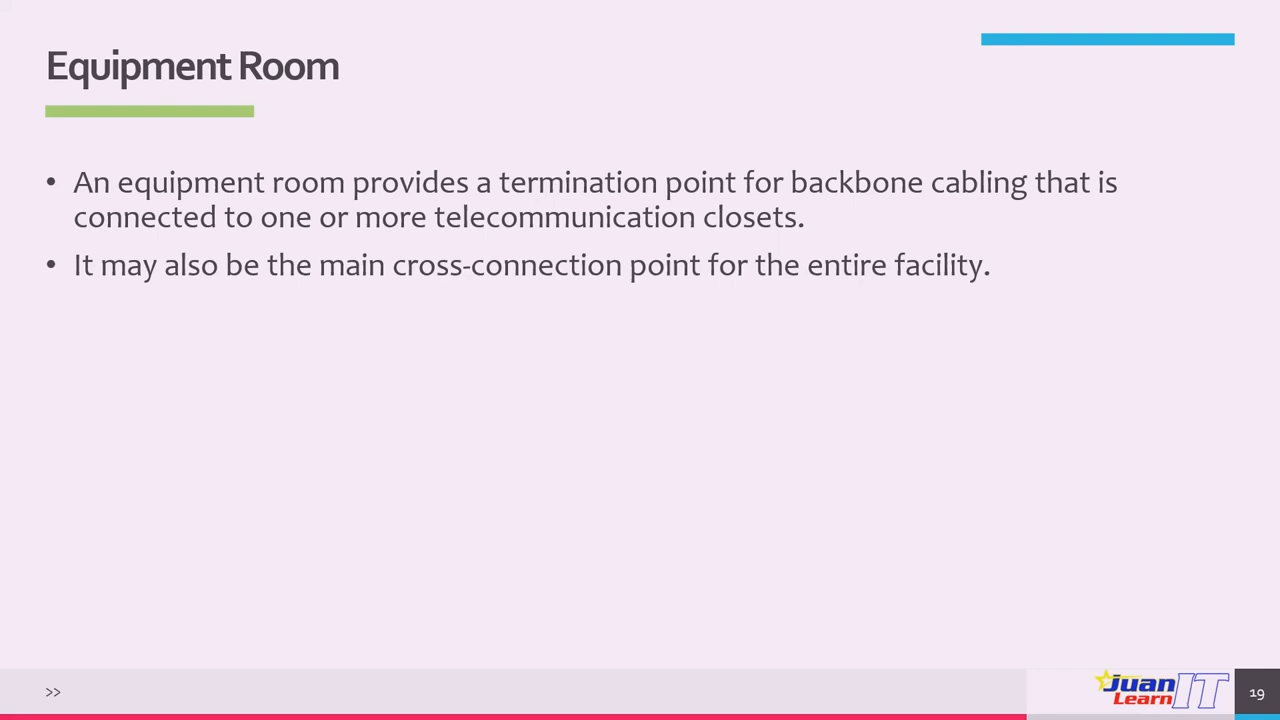 Equipment Room
• An equipment room provides a termination point for backbone cabling that is
connected to one or more telecommunication closets.
• It may also be the main cross-connection point for the entire facility.
>>
Juan
Learn IT
19